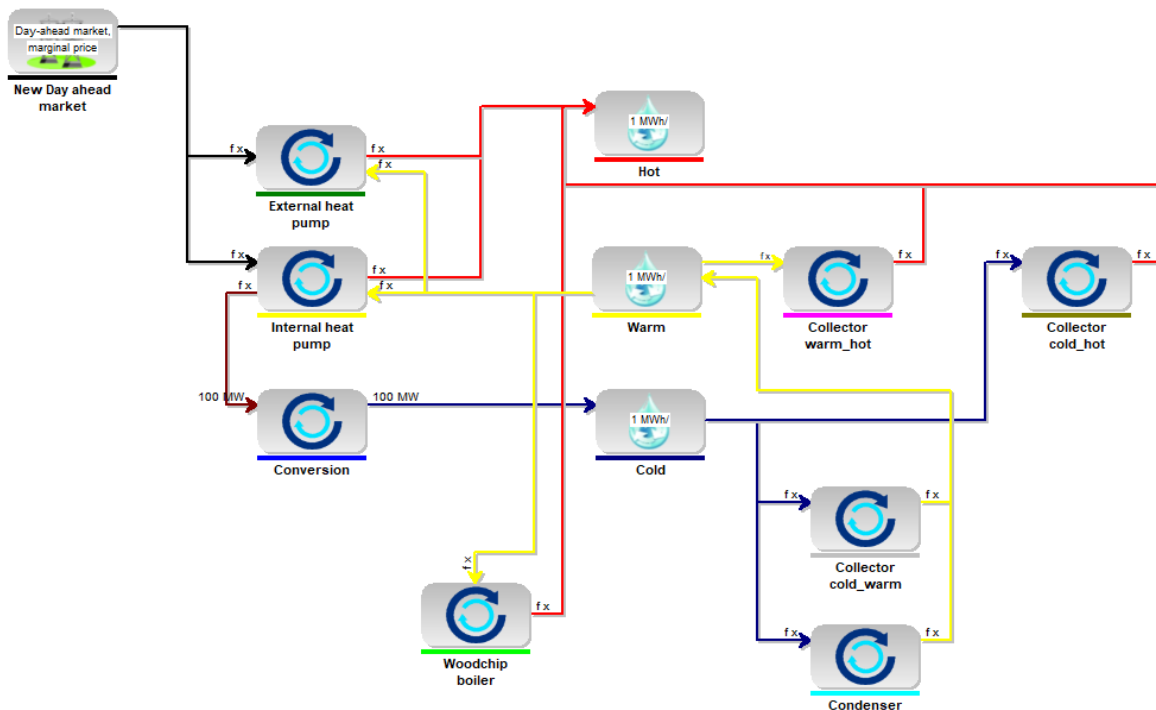 Day-ahead market,
marginal price
New Day ahead
market
f x
f x
f x
External heat
pump
1 MWh/
Hot
f x
f x
f x
f x
Internal heat
pump
1 MWh/
Warm
f x
f x
Collector
warm_hot
f x
f x
Collector
cold_hot
100 MW
100 MW
Conversion
1 MWh/
Cold
f x
f x
Collector
cold_warm
f x
f x
Woodchip
boiler
f x
f x
Condenser